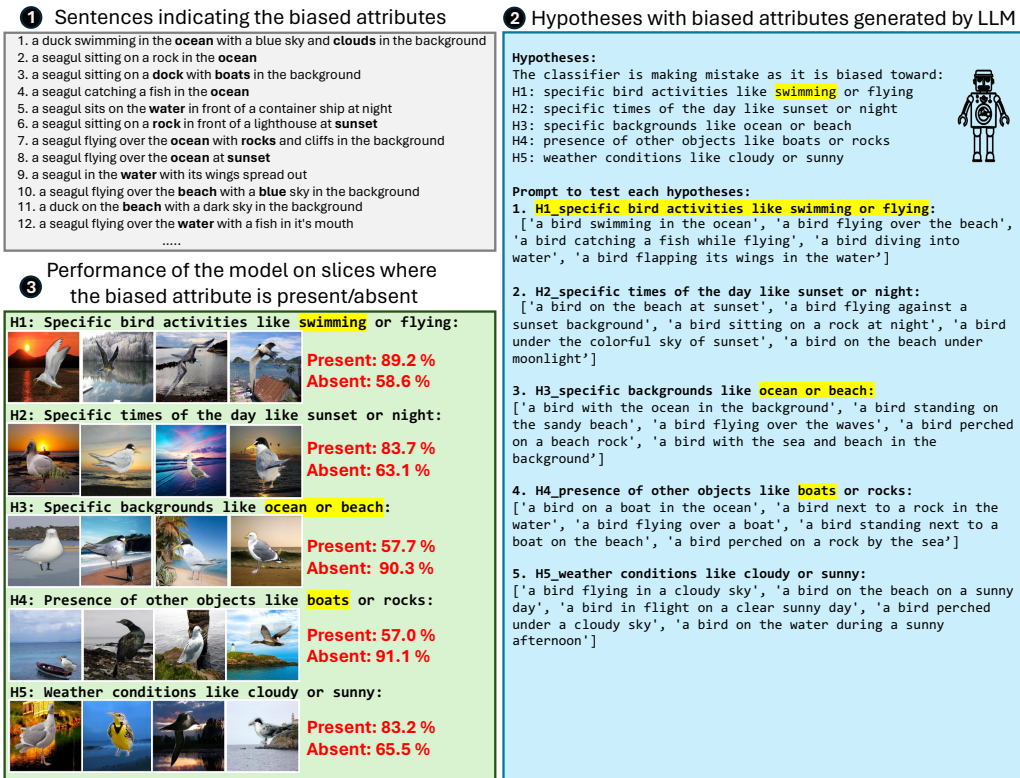 1 Sentences indicating the biased attributes
1. a duck swimming in the ocean with a blue sky and clouds in the background
2. a seagul sitting on a rock in the ocean
3. a seagul sitting on a dock with boats in the background
4. a seagul catching a fish in the ocean
5. a seagul sits on the water in front of a container ship at night
6. a seagul sitting on a rock in front of a lighthouse at sunset
7. a seagul flying over the ocean with rocks and cliffs in the background
8. a seagul flying over the ocean at sunset
9. a seagul in the water with its wings spread out
10. a seagul flying over the beach with a blue sky in the background
11. a duck on the beach with a dark sky in the background
12. a seagul flying over the water with a fish in it's mouth
.....
3 Performance of the model on slices where
the biased attribute is present/absent
H1: Specific bird activities like swimming or flying:
Present: 89.2 %
Absent: 58.6 %
H2: Specific times of the day like sunset or night:
Present: 83.7 %
Absent: 63.1 %
H3: Specific backgrounds like ocean or beach:
Present: 57.7 %
Absent: 90.3 %
H4: Presence of other objects like boats or rocks:
Present: 57.0 %
Absent: 91.1 %
H5: Weather conditions like cloudy or sunny:
Present: 83.2 %
Absent: 65.5 %
2 Hypotheses with biased attributes generated by LLM
Hypotheses:
The classifier is making mistake as it is biased toward:
H1: specific bird activities like swimming or flying
H2: specific times of the day like sunset or night
H3: specific backgrounds like ocean or beach
H4: presence of other objects like boats or rocks
H5: weather conditions like cloudy or sunny
Prompt to test each hypotheses:
1. H1_specific bird activities like swimming or flying:
['a bird swimming in the ocean', 'a bird flying over the beach',
'a bird catching a fish while flying', 'a bird diving into
water', 'a bird flapping its wings in the water’]
2. H2_specific times of the day like sunset or night:
['a bird on the beach at sunset', 'a bird flying against a
sunset background', 'a bird sitting on a rock at night', 'a bird
under the colorful sky of sunset', 'a bird on the beach under
moonlight’]
3. H3_specific backgrounds like ocean or beach:
['a bird with the ocean in the background', 'a bird standing on
the sandy beach', 'a bird flying over the waves', 'a bird perched
on a beach rock', 'a bird with the sea and beach in the
background’]
4. H4_presence of other objects like boats or rocks:
['a bird on a boat in the ocean', 'a bird next to a rock in the
water', 'a bird flying over a boat', 'a bird standing next to a
boat on the beach', 'a bird perched on a rock by the sea’]
5. H5_weather conditions like cloudy or sunny:
['a bird flying in a cloudy sky', 'a bird on the beach on a sunny
day', 'a bird in flight on a clear sunny day', 'a bird perched
under a cloudy sky', 'a bird on the water during a sunny
afternoon']